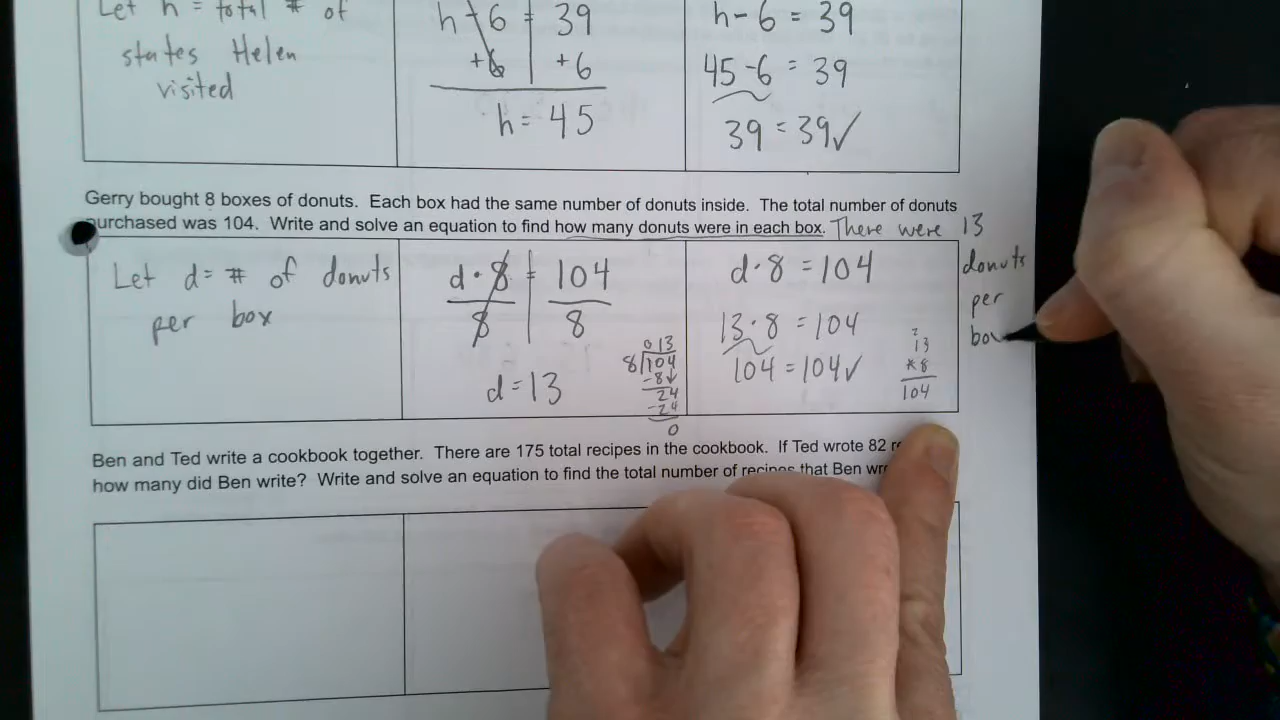 Let h = total # of
states Helen
visited
h - 6 = 39
+6 +6
h = 45
h - 6 = 39
45 - 6 = 39
39 = 39 ✓
Gerry bought 8 boxes of donuts. Each box had the same number of donuts inside. The total number of donuts
purchased was 104. Write and solve an equation to find how many donuts were in each box. There were 13
donuts
per
box
Let d = # of donuts
per box
d · 8 = 104
8 8
d = 13
013
8)104
-8↓
24
-24
0
d · 8 = 104
13 · 8 = 104
104 = 104 ✓
2
13
×8
104
Ben and Ted write a cookbook together. There are 175 total recipes in the cookbook. If Ted wrote 82
how many did Ben write? Write and solve an equation to find the total number of recipes that Ben